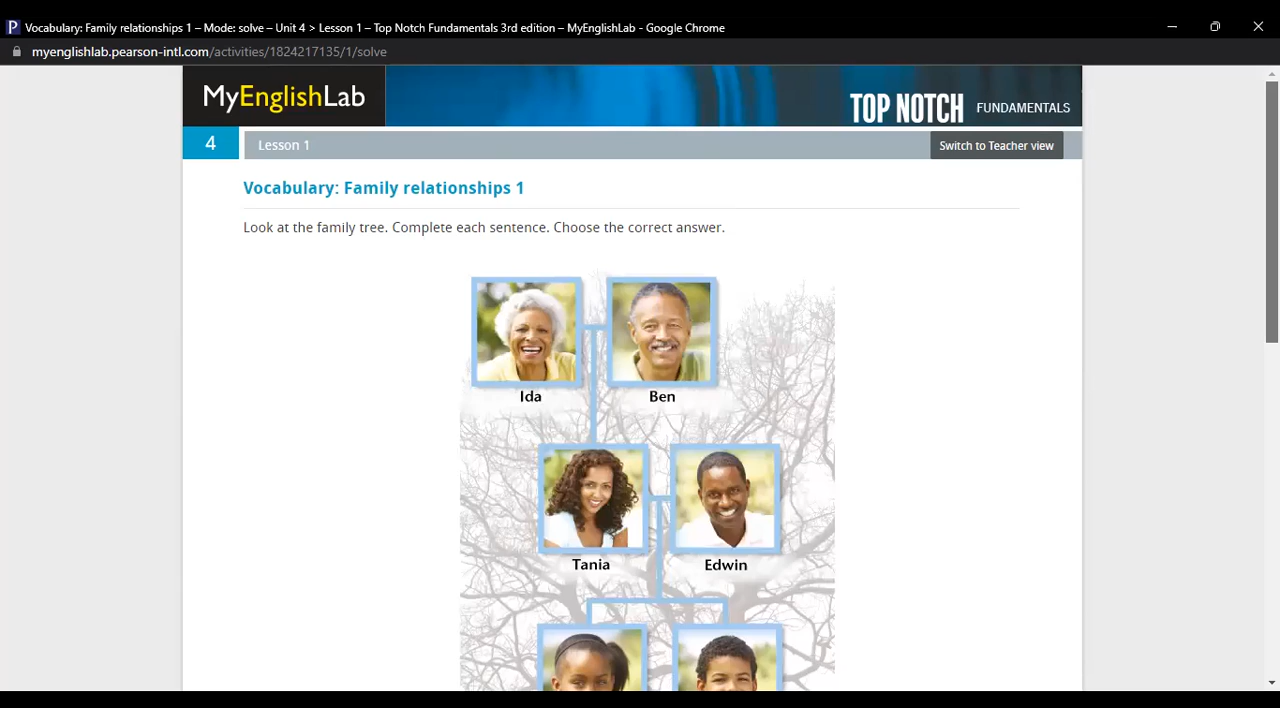 P Vocabulary: Family relationships 1 – Mode: solve – Unit 4 > Lesson 1 – Top Notch Fundamentals 3rd edition – MyEnglishLab - Google Chrome
myenglishlab.pearson-intl.com/activities/1824217135/1/solve
MyEnglishLab
TOP NOTCH FUNDAMENTALS
4 Lesson 1 Switch to Teacher view
Vocabulary: Family relationships 1
Look at the family tree. Complete each sentence. Choose the correct answer.
Ida Ben
Tania Edwin